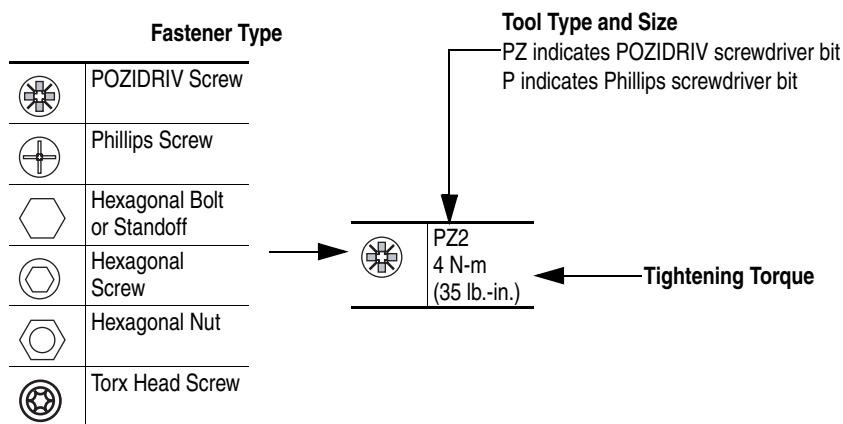 Fastener Type
POZIDRIV Screw
Phillips Screw
Hexagonal Bolt
or Standoff
Hexagonal
Screw
Hexagonal Nut
Torx Head Screw
Tool Type and Size
PZ indicates POZIDRIV screwdriver bit
P indicates Phillips screwdriver bit
PZ2
4 N-m
(35 lb.-in.)
Tightening Torque